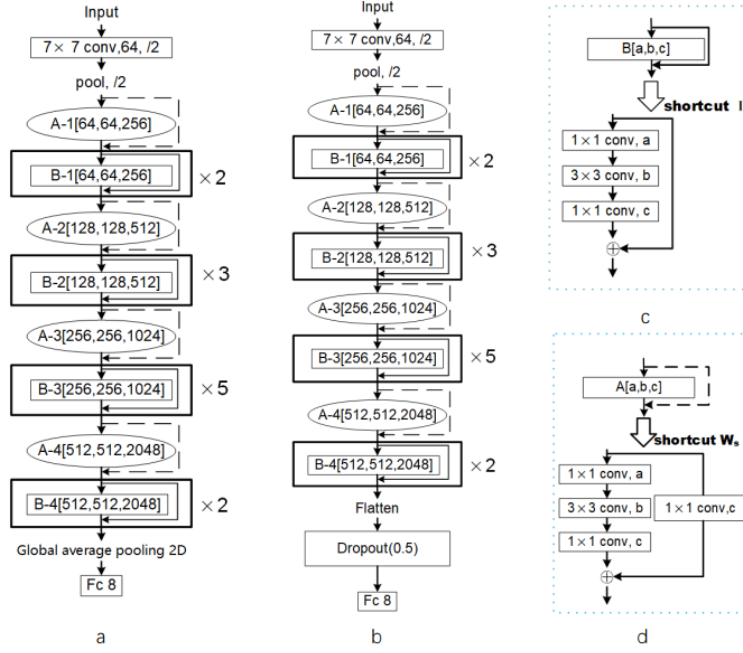 Input
7× 7 conv,64, /2
pool, /2
A-1[64,64,256]
B-1[64,64,256]
×2
A-2[128,128,512]
B-2[128,128,512]
×3
A-3[256,256,1024]
B-3[256,256,1024]
×5
A-4[512,512,2048]
B-4[512,512,2048]
×2
Global average pooling 2D
Fc 8
a
Input
7× 7 conv,64, /2
pool, /2
A-1[64,64,256]
B-1[64,64,256]
×2
A-2[128,128,512]
B-2[128,128,512]
×3
A-3[256,256,1024]
B-3[256,256,1024]
×5
A-4[512,512,2048]
B-4[512,512,2048]
×2
Flatten
Dropout(0.5)
Fc 8
b
B[a,b,c]
shortcut I
1×1 conv, a
3×3 conv, b
1×1 conv, c
c
A[a,b,c]
shortcut Ws
1×1 conv, a
3×3 conv, b
1×1 conv,c
1×1 conv, c
d